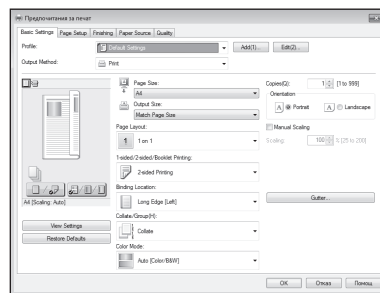 Предпочитания за печат
Basic Settings Page Setup Finishing Paper Source Quality
Profile: Default Settings Add(1)... Edit(2)...
Output Method: Print
Page Size:
A4
Output Size:
Match Page Size
Copies(Q): 1 [1 to 999]
Orientation
A Portrait A Landscape
Page Layout:
1 1 on 1
Manual Scaling
Scaling: 100 % [25 to 200]
1-sided/2-sided/Booklet Printing:
2-sided Printing
A4 [Scaling: Auto]
Binding Location:
Long Edge [Left] Gutter...
View Settings
Restore Defaults
Collate/Group(H):
Collate
Color Mode:
Auto [Color/B&W]
OK Отказ Помощ